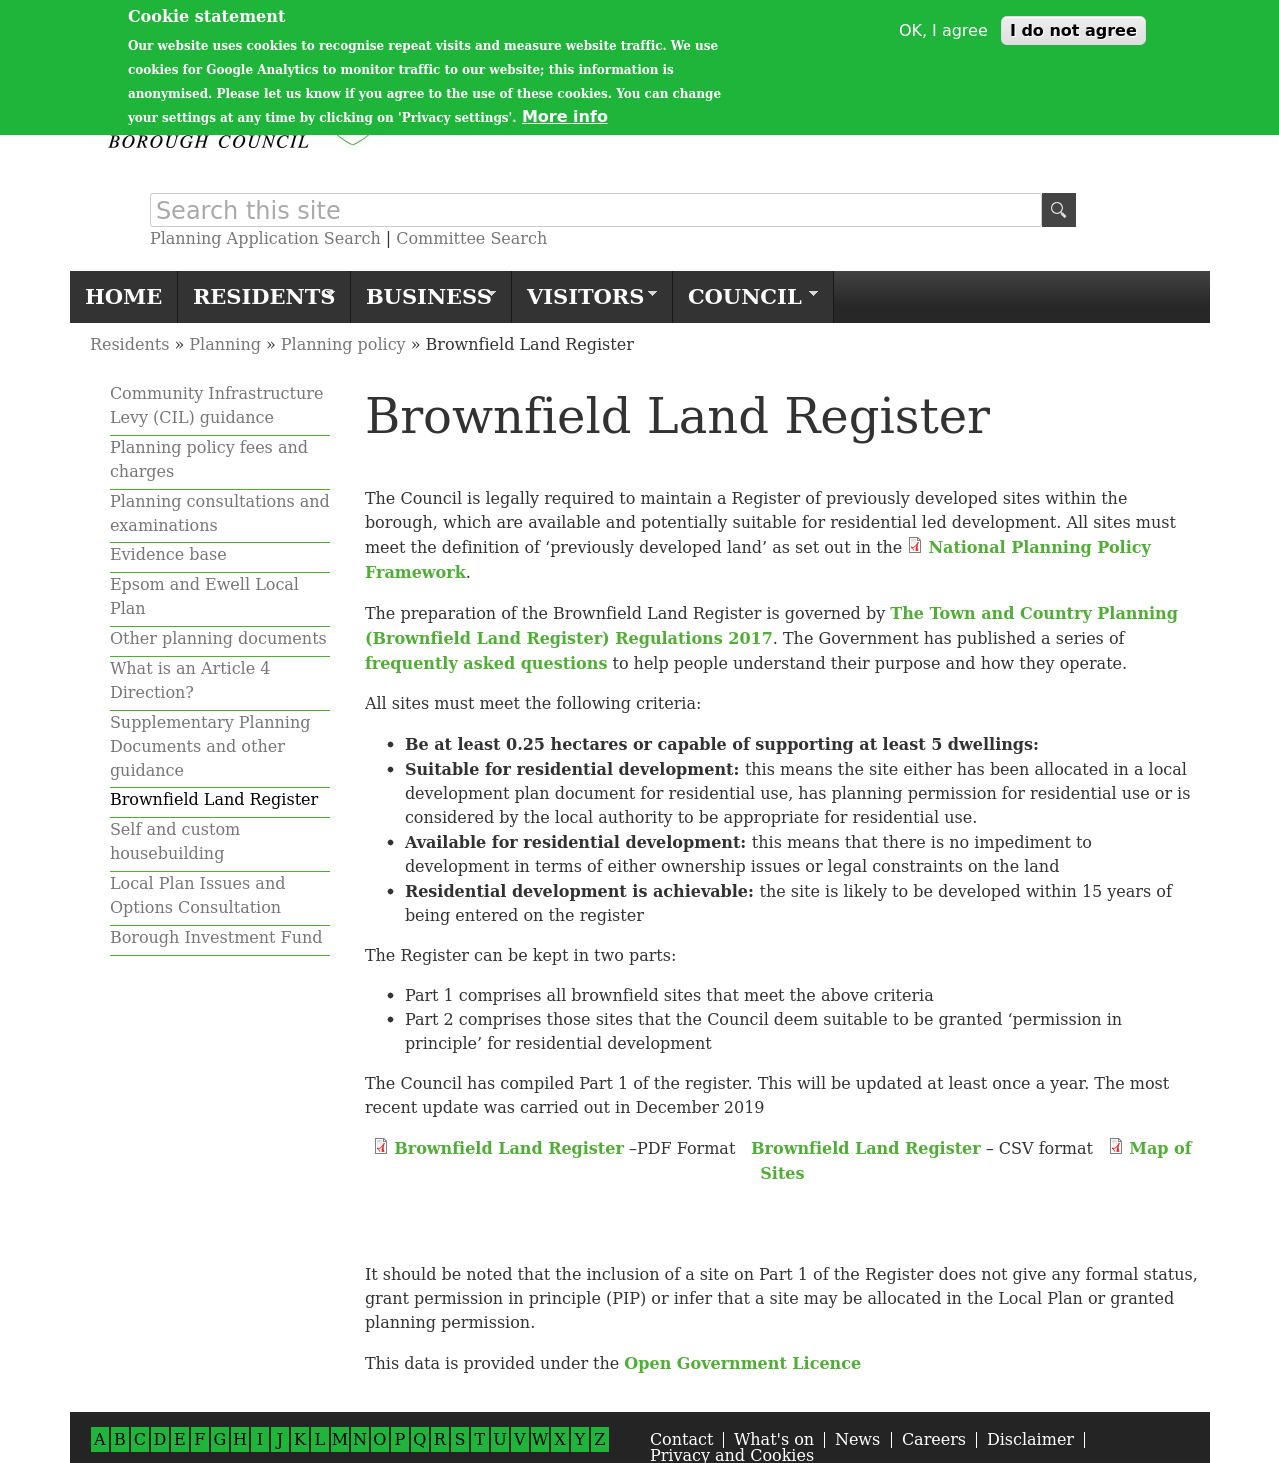 Cookie statement
Our website uses cookies to recognise repeat visits and measure website traffic. We use
cookies for Google Analytics to monitor traffic to our website; this information is
anonymised. Please let us know if you agree to the use of these cookies. You can change
your settings at any time by clicking on 'Privacy settings'. More info
OK, I agree
I do not agree
BOROUGH COUNCIL
Search this site
Planning Application Search | Committee Search
HOME RESIDENTS BUSINESS VISITORS COUNCIL
Residents » Planning » Planning policy » Brownfield Land Register
Community Infrastructure
Levy (CIL) guidance
Planning policy fees and
charges
Planning consultations and
examinations
Evidence base
Epsom and Ewell Local
Plan
Other planning documents
What is an Article 4
Direction?
Supplementary Planning
Documents and other
guidance
Brownfield Land Register
Self and custom
housebuilding
Local Plan Issues and
Options Consultation
Borough Investment Fund
Brownfield Land Register
The Council is legally required to maintain a Register of previously developed sites within the
borough, which are available and potentially suitable for residential led development. All sites must
meet the definition of ‘previously developed land’ as set out in the National Planning Policy
Framework.
The preparation of the Brownfield Land Register is governed by The Town and Country Planning
(Brownfield Land Register) Regulations 2017. The Government has published a series of
frequently asked questions to help people understand their purpose and how they operate.
All sites must meet the following criteria:
• Be at least 0.25 hectares or capable of supporting at least 5 dwellings:
• Suitable for residential development: this means the site either has been allocated in a local
development plan document for residential use, has planning permission for residential use or is
considered by the local authority to be appropriate for residential use.
• Available for residential development: this means that there is no impediment to
development in terms of either ownership issues or legal constraints on the land
• Residential development is achievable: the site is likely to be developed within 15 years of
being entered on the register
The Register can be kept in two parts:
• Part 1 comprises all brownfield sites that meet the above criteria
• Part 2 comprises those sites that the Council deem suitable to be granted ‘permission in
principle’ for residential development
The Council has compiled Part 1 of the register. This will be updated at least once a year. The most
recent update was carried out in December 2019
Brownfield Land Register –PDF Format Brownfield Land Register – CSV format Map of
Sites
It should be noted that the inclusion of a site on Part 1 of the Register does not give any formal status,
grant permission in principle (PIP) or infer that a site may be allocated in the Local Plan or granted
planning permission.
This data is provided under the Open Government Licence
A B C D E F G H I J K L M N O P Q R S T U V W X Y Z
Contact | What's on | News | Careers | Disclaimer |
Privacy and Cookies